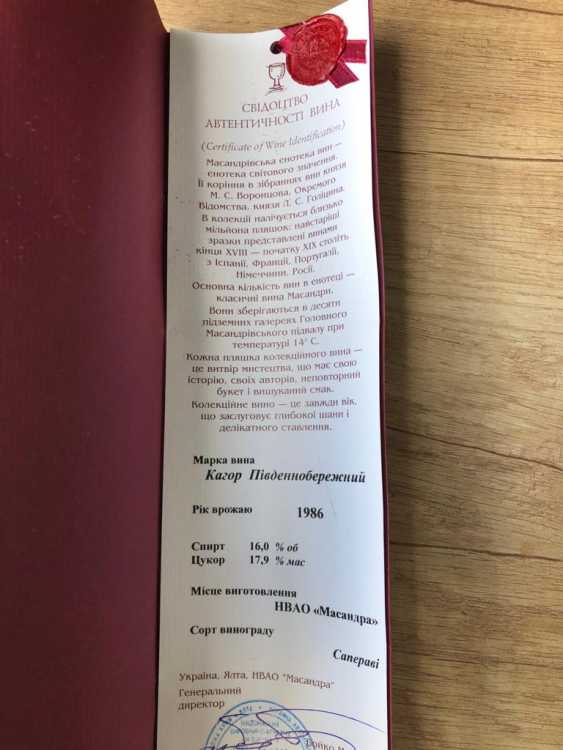 СВІДОЦТВО
АВТЕНТИЧНОСТІ ВИНА
(Certificate of Wine Identification)
Масандрівська енотека вин —
енотека світового значення.
Її коріння в зібраннях вин князя
М. С. Воронцова, Окремого
Відомства, князя Л. С. Голіцина.
В колекції налічується близько
мільйона пляшок: найстаріші
зразки представлені винами
кінця XVIII — початку XIX століть
з Іспанії, Франції, Португалії,
Німеччини, Росії.
Основна кількість вин в енотеці —
класичні вина Масандри.
Вони зберігаються в десяти
підземних галереях Головного
Масандрівського підвалу при
температурі 14° С.
Кожна пляшка колекційного вина —
це витвір мистецтва, що має свою
історію, своїх авторів, неповторний
букет і вишуканий смак.
Колекційне вино — це завжди вік,
що заслуговує глибокої шани і
делікатного ставлення.
Марка вина
Кагор Південнобережний
Рік врожаю 1986
Спирт 16,0 % об
Цукор 17,9 % мас
Місце виготовлення
НВАО «Масандра»
Сорт винограду
Сапераві
Україна, Ялта, НВАО "Масандра"
Генеральний
директор